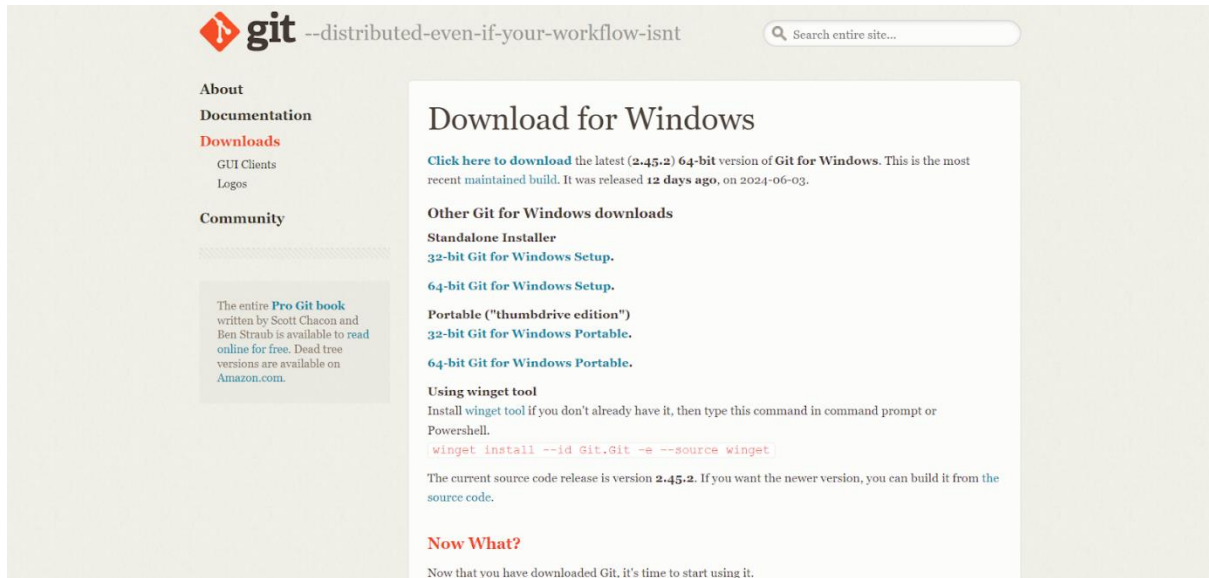 git --distributed-even-if-your-workflow-isnt
Search entire site...
About
Documentation
Downloads
GUI Clients
Logos
Community
The entire Pro Git book
written by Scott Chacon and
Ben Straub is available to read
online for free. Dead tree
versions are available on
Amazon.com.
Download for Windows
Click here to download the latest (2.45.2) 64-bit version of Git for Windows. This is the most
recent maintained build. It was released 12 days ago, on 2024-06-03.
Other Git for Windows downloads
Standalone Installer
32-bit Git for Windows Setup.
64-bit Git for Windows Setup.
Portable ("thumbdrive edition")
32-bit Git for Windows Portable.
64-bit Git for Windows Portable.
Using winget tool
Install winget tool if you don't already have it, then type this command in command prompt or
Powershell.
winget install --id Git.Git -e --source winget
The current source code release is version 2.45.2. If you want the newer version, you can build it from the
source code.
Now What?
Now that you have downloaded Git, it's time to start using it.